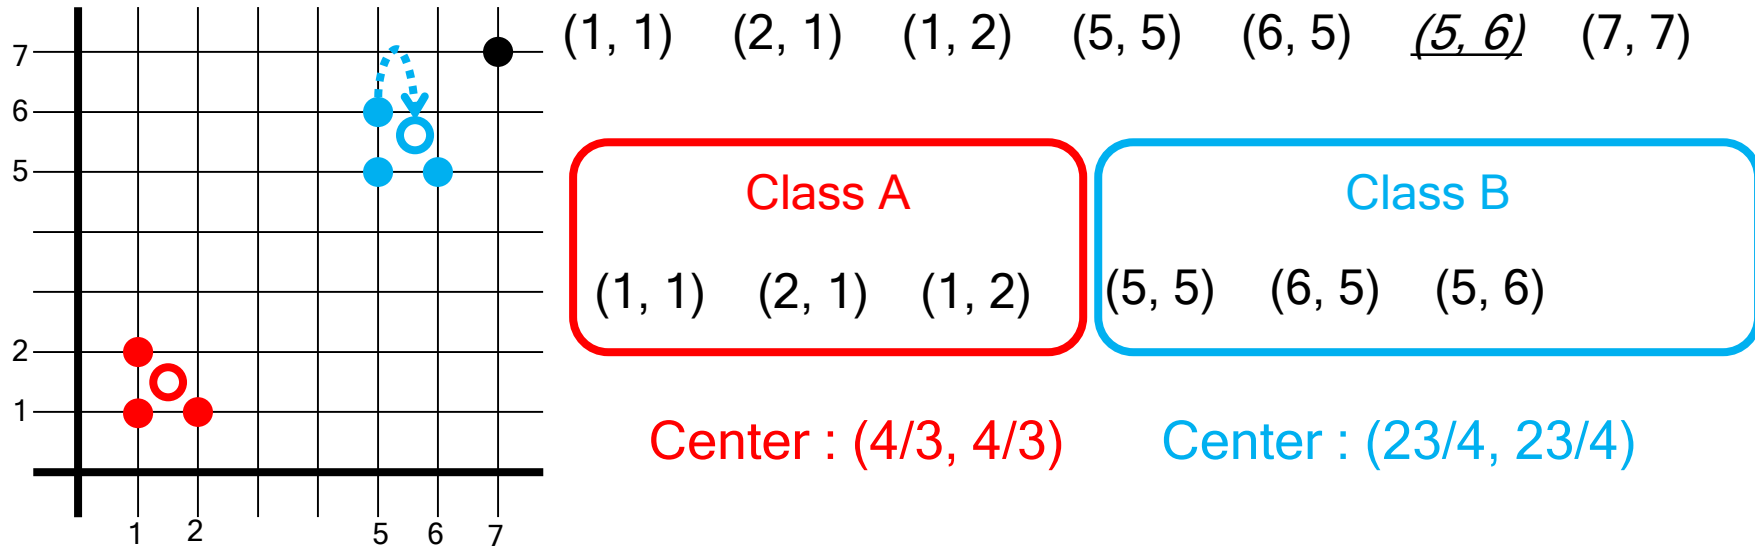 (1, 1) (2, 1) (1, 2) (5, 5) (6, 5) (5, 6) (7, 7)
7
6
5
2
1
1 2 5 6 7
Class A
(1, 1) (2, 1) (1, 2)
Center : (4/3, 4/3)
Class B
(5, 5) (6, 5) (5, 6)
Center : (23/4, 23/4)